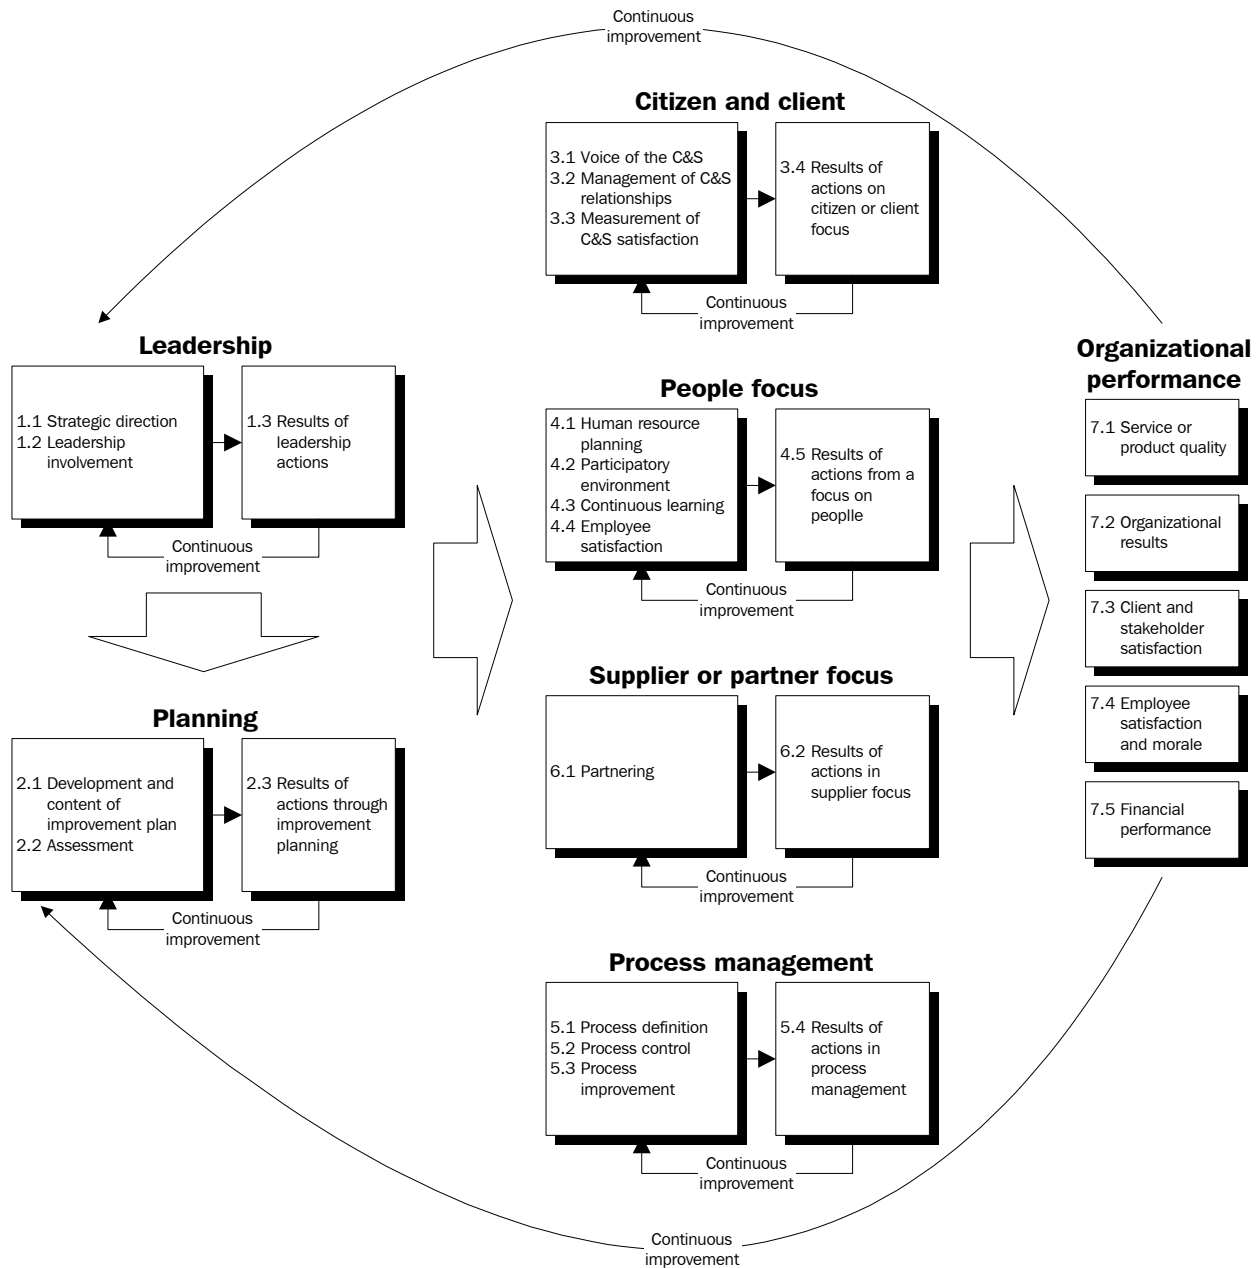 Continuous
improvement
Citizen and client
3.1 Voice of the C&S
3.2 Management of C&S
relationships
3.3 Measurement of
C&S satisfaction
3.4 Results of
actions on
citizen or client
focus
Continuous
improvement
Leadership
1.1 Strategic direction
1.2 Leadership
involvement
1.3 Results of
leadership
actions
Continuous
improvement
Planning
2.1 Development and
content of
improvement plan
2.2 Assessment
2.3 Results of
actions through
improvement
planning
Continuous
improvement
People focus
4.1 Human resource
planning
4.2 Participatory
environment
4.3 Continuous learning
4.4 Employee
satisfaction
4.5 Results of
actions from a
focus on
peoplle
Continuous
improvement
Supplier or partner focus
6.1 Partnering
6.2 Results of
actions in
supplier focus
Continuous
improvement
Process management
5.1 Process definition
5.2 Process control
5.3 Process
improvement
5.4 Results of
actions in
process
management
Continuous
improvement
Organizational
performance
7.1 Service or
product quality
7.2 Organizational
results
7.3 Client and
stakeholder
satisfaction
7.4 Employee
satisfaction
and morale
7.5 Financial
performance
Continuous
improvement